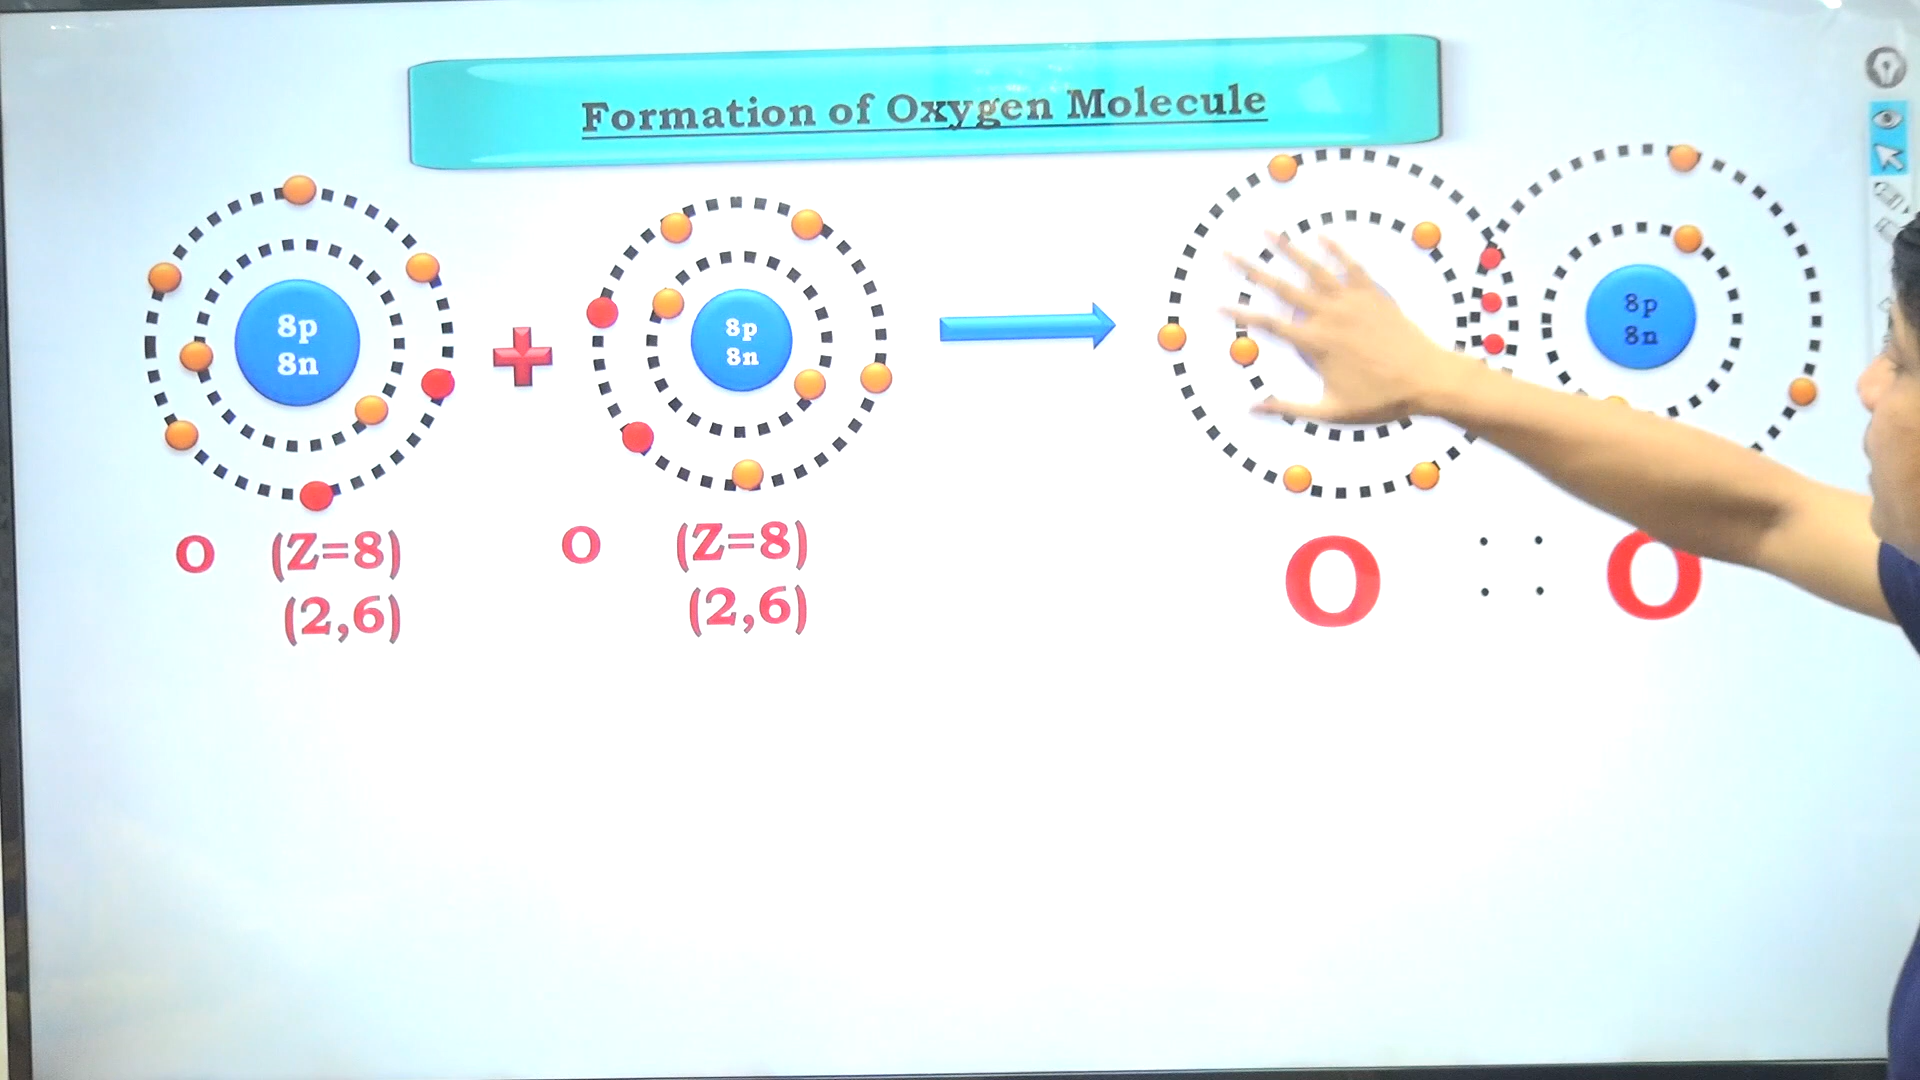 Formation of Oxygen Molecule
8p
8n
8p
8n
8p
8n
O (Z=8)
(2,6)
O (Z=8)
(2,6)
O :: O